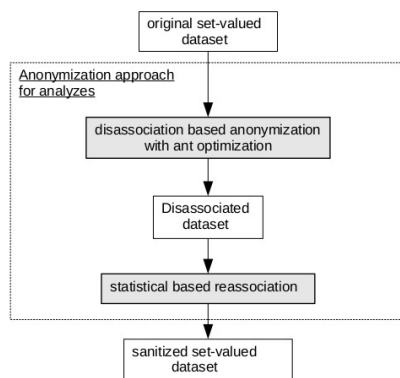 original set-valued
dataset
Anonymization approach
for analyzes
disassociation based anonymization
with ant optimization
Disassociated
dataset
statistical based reassociation
sanitized set-valued
dataset